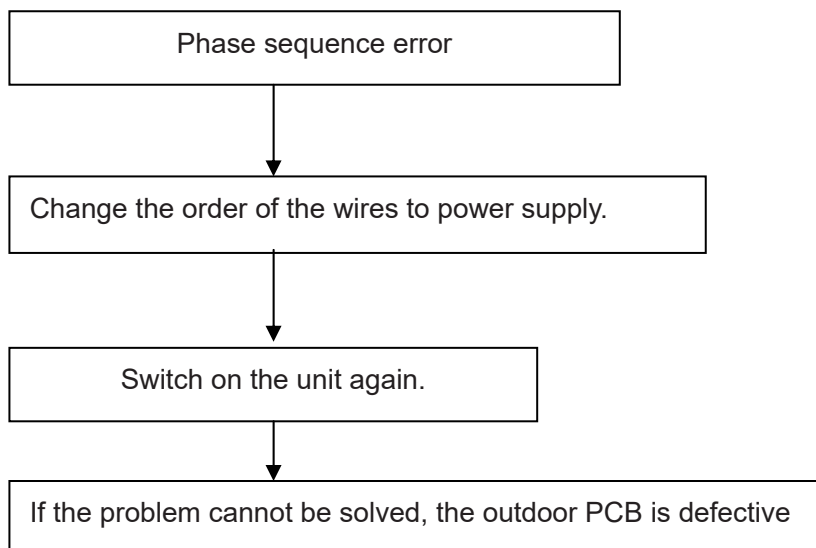 Phase sequence error
Change the order of the wires to power supply.
Switch on the unit again.
If the problem cannot be solved, the outdoor PCB is defective